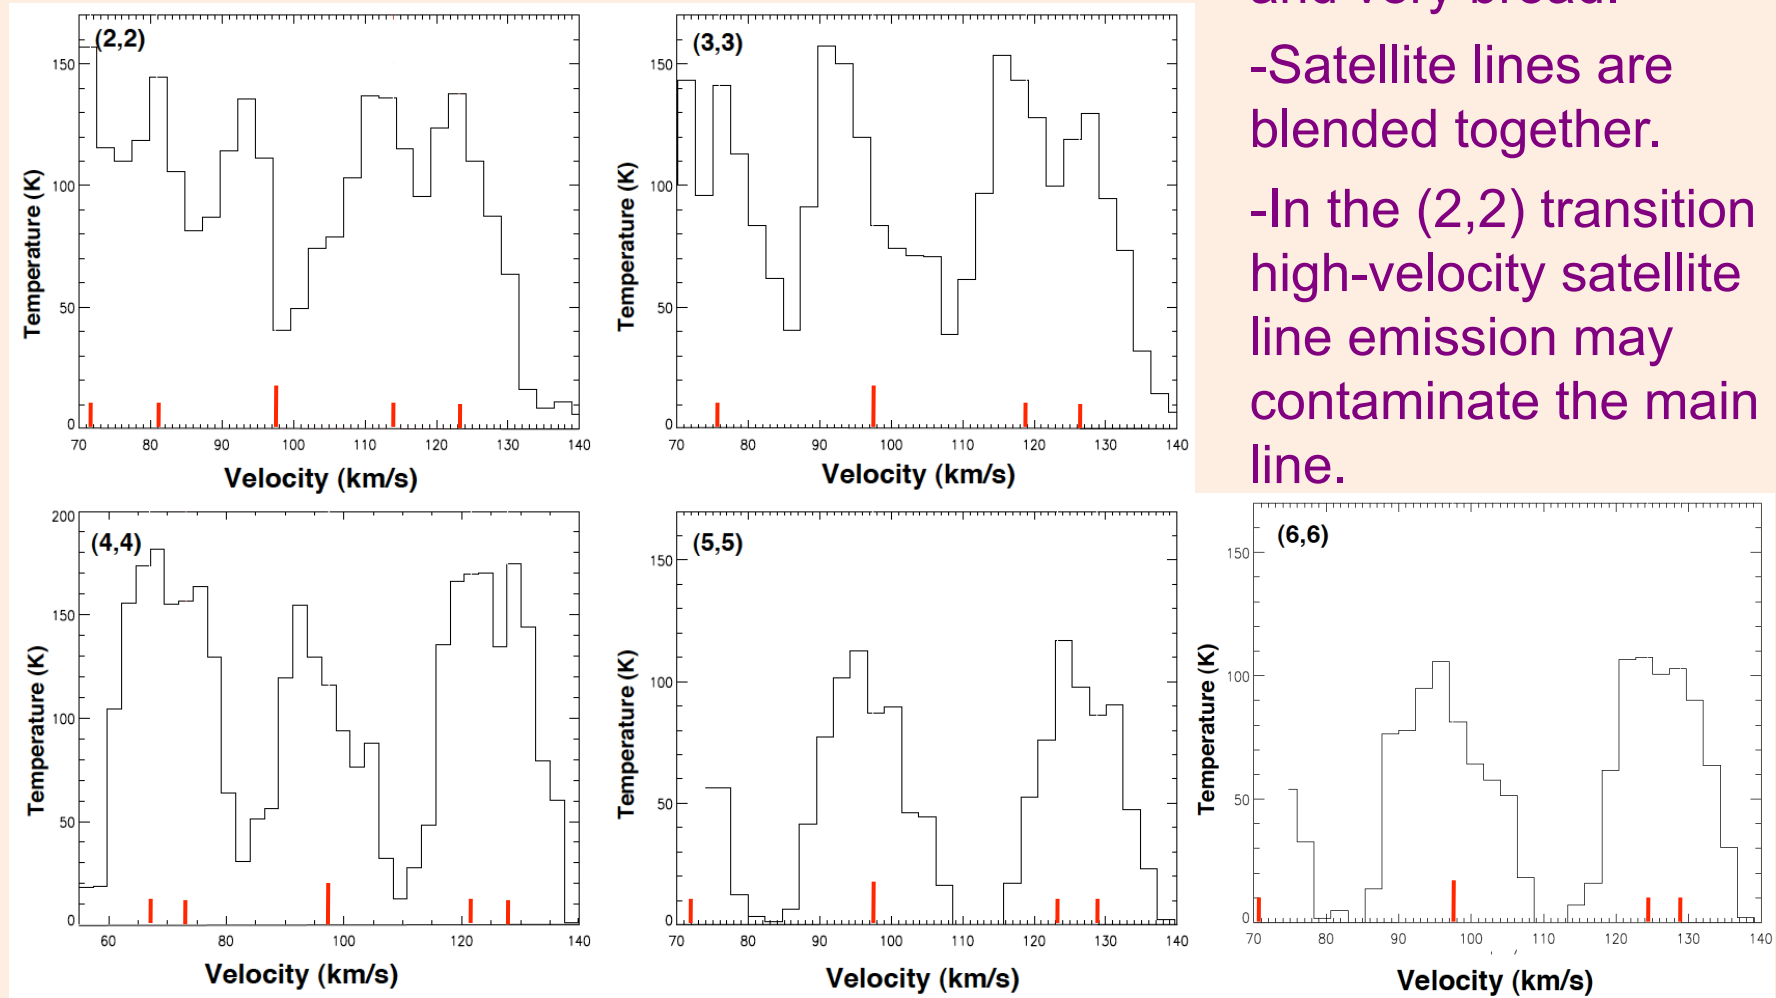 and very broad.
-Satellite lines are
blended together.
-In the (2,2) transition
high-velocity satellite
line emission may
contaminate the main
line.
(2,2)
Temperature (K)
150
100
50
0
70 80 90 100 110 120 130 140
Velocity (km/s)
(3,3)
Temperature (K)
150
100
50
0
70 80 90 100 110 120 130 140
Velocity (km/s)
(4,4)
Temperature (K)
200
150
100
50
0
60 80 100 120 140
Velocity (km/s)
(5,5)
Temperature (K)
150
100
50
0
70 80 90 100 110 120 130 140
Velocity (km/s)
(6,6)
Temperature (K)
150
100
50
0
70 80 90 100 110 120 130 140
Velocity (km/s)